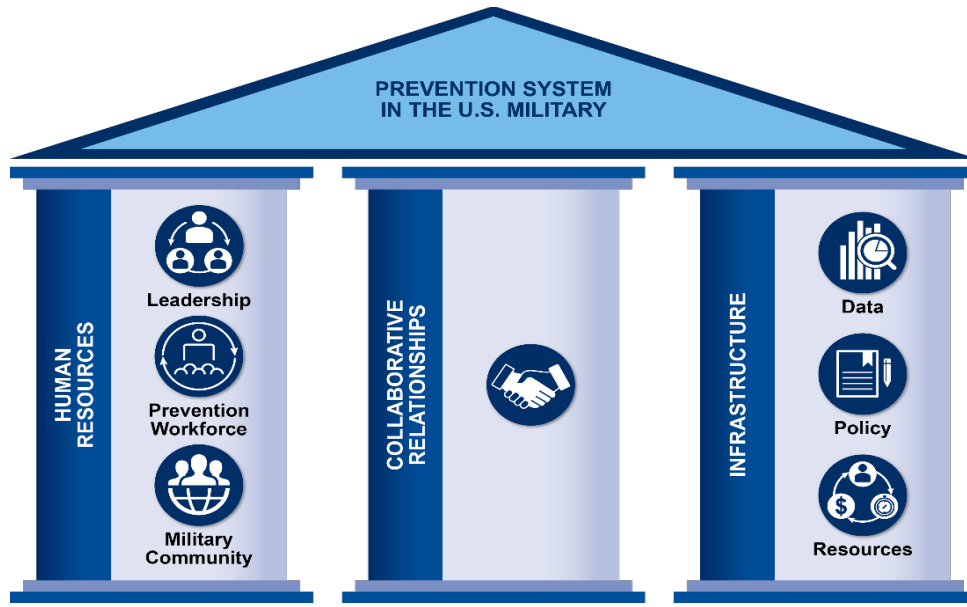 PREVENTION SYSTEM
IN THE U.S. MILITARY
HUMAN
RESOURCES
Leadership
Prevention
Workforce
Military
Community
COLLABORATIVE
RELATIONSHIPS
INFRASTRUCTURE
Data
Policy
$
Resources